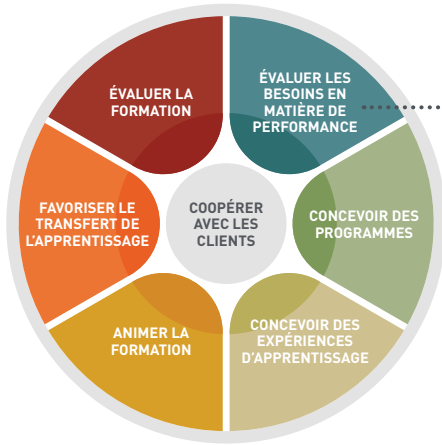 ÉVALUER LA
FORMATION
ÉVALUER LES
BESOINS EN
MATIÈRE DE
PERFORMANCE
FAVORISER LE
TRANSFERT DE
L'APPRENTISSAGE
COOPÉRER
AVEC LES
CLIENTS
CONCEVOIR DES
PROGRAMMES
ANIMER LA
FORMATION
CONCEVOIR DES
EXPÉRIENCES
D'APPRENTISSAGE